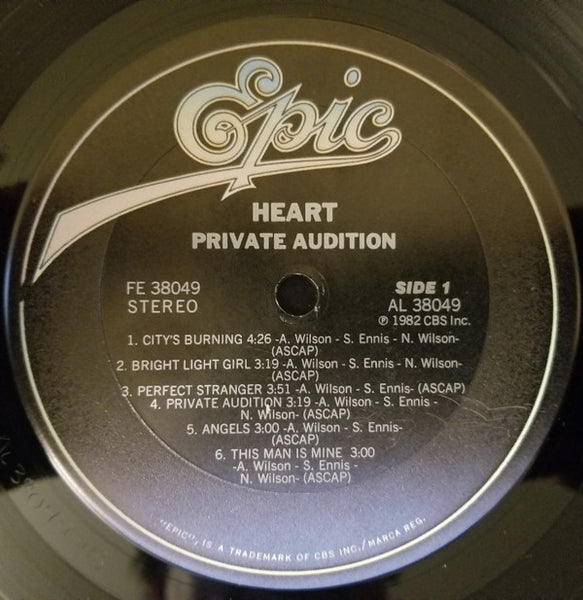 Epic
HEART
PRIVATE AUDITION
FE 38049
STEREO
SIDE 1
AL 38049
℗ 1982 CBS Inc.
1. CITY'S BURNING 4:26 -A. Wilson - S. Ennis - N. Wilson-
(ASCAP)
2. BRIGHT LIGHT GIRL 3:19 -A. Wilson - S. Ennis - N. Wilson-
(ASCAP)
3. PERFECT STRANGER 3:51 -A. Wilson - S. Ennis- (ASCAP)
4. PRIVATE AUDITION 3:19 -A. Wilson - S. Ennis -
N. Wilson- (ASCAP)
5. ANGELS 3:00 -A. Wilson - S. Ennis-
(ASCAP)
6. THIS MAN IS MINE 3:00
-A. Wilson - S. Ennis -
N. Wilson- (ASCAP)
"EPIC", IS A TRADEMARK OF CBS INC./MARCA REG.